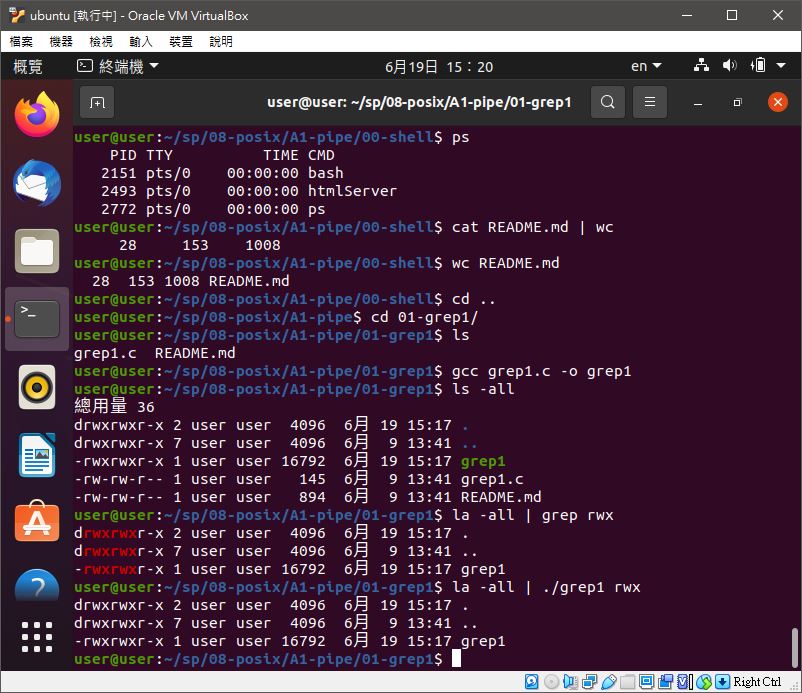 ubuntu [執行中] - Oracle VM VirtualBox
檔案 機器 檢視 輸入 裝置 說明
概覽 終端機 6月19日 15：20 en
user@user: ~/sp/08-posix/A1-pipe/01-grep1
user@user:~/sp/08-posix/A1-pipe/00-shell$ ps
PID TTY TIME CMD
2151 pts/0 00:00:00 bash
2493 pts/0 00:00:00 htmlServer
2772 pts/0 00:00:00 ps
user@user:~/sp/08-posix/A1-pipe/00-shell$ cat README.md | wc
28 153 1008
user@user:~/sp/08-posix/A1-pipe/00-shell$ wc README.md
28 153 1008 README.md
user@user:~/sp/08-posix/A1-pipe/00-shell$ cd ..
user@user:~/sp/08-posix/A1-pipe$ cd 01-grep1/
user@user:~/sp/08-posix/A1-pipe/01-grep1$ ls
grep1.c README.md
user@user:~/sp/08-posix/A1-pipe/01-grep1$ gcc grep1.c -o grep1
user@user:~/sp/08-posix/A1-pipe/01-grep1$ ls -all
總用量 36
drwxrwxr-x 2 user user 4096 6月 19 15:17 .
drwxrwxr-x 7 user user 4096 6月 9 13:41 ..
-rwxrwxr-x 1 user user 16792 6月 19 15:17 grep1
-rw-rw-r-- 1 user user 145 6月 9 13:41 grep1.c
-rw-rw-r-- 1 user user 894 6月 9 13:41 README.md
user@user:~/sp/08-posix/A1-pipe/01-grep1$ la -all | grep rwx
drwxrwxr-x 2 user user 4096 6月 19 15:17 .
drwxrwxr-x 7 user user 4096 6月 9 13:41 ..
-rwxrwxr-x 1 user user 16792 6月 19 15:17 grep1
user@user:~/sp/08-posix/A1-pipe/01-grep1$ la -all | ./grep1 rwx
drwxrwxr-x 2 user user 4096 6月 19 15:17 .
drwxrwxr-x 7 user user 4096 6月 9 13:41 ..
-rwxrwxr-x 1 user user 16792 6月 19 15:17 grep1
user@user:~/sp/08-posix/A1-pipe/01-grep1$
Right Ctrl